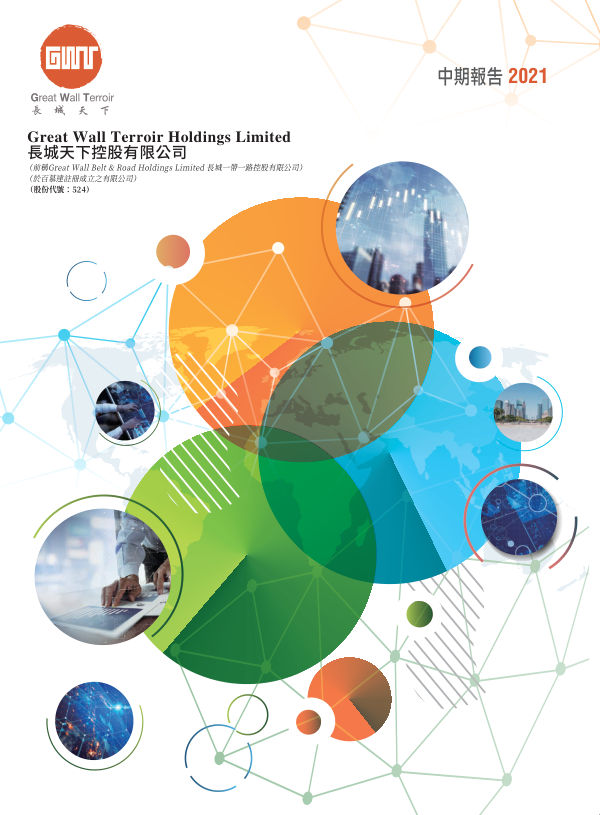 GWT
Great Wall Terroir
長城天下
中期報告 2021
Great Wall Terroir Holdings Limited
長城天下控股有限公司
（前稱Great Wall Belt & Road Holdings Limited 長城一帶一路控股有限公司）
（於百慕達註冊成立之有限公司）
（股份代號：524）